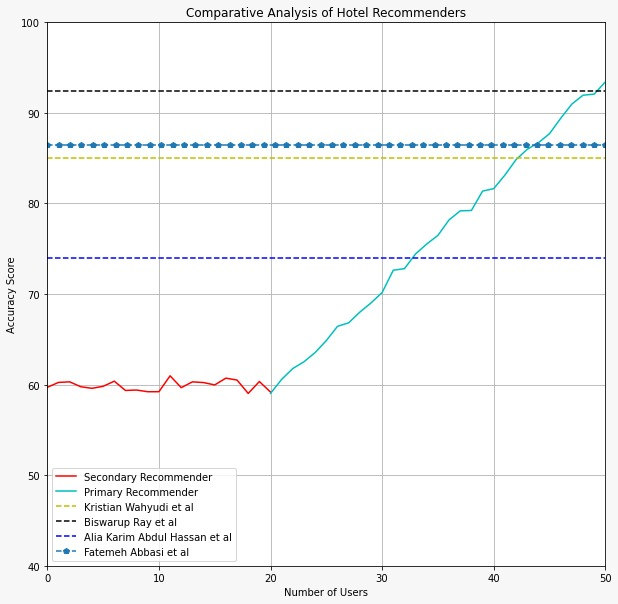 Comparative Analysis of Hotel Recommenders
100
90
80
70
60
50
40
Accuracy Score
Secondary Recommender
Primary Recommender
Kristian Wahyudi et al
Biswarup Ray et al
Alia Karim Abdul Hassan et al
Fatemeh Abbasi et al
0 10 20 30 40 50
Number of Users